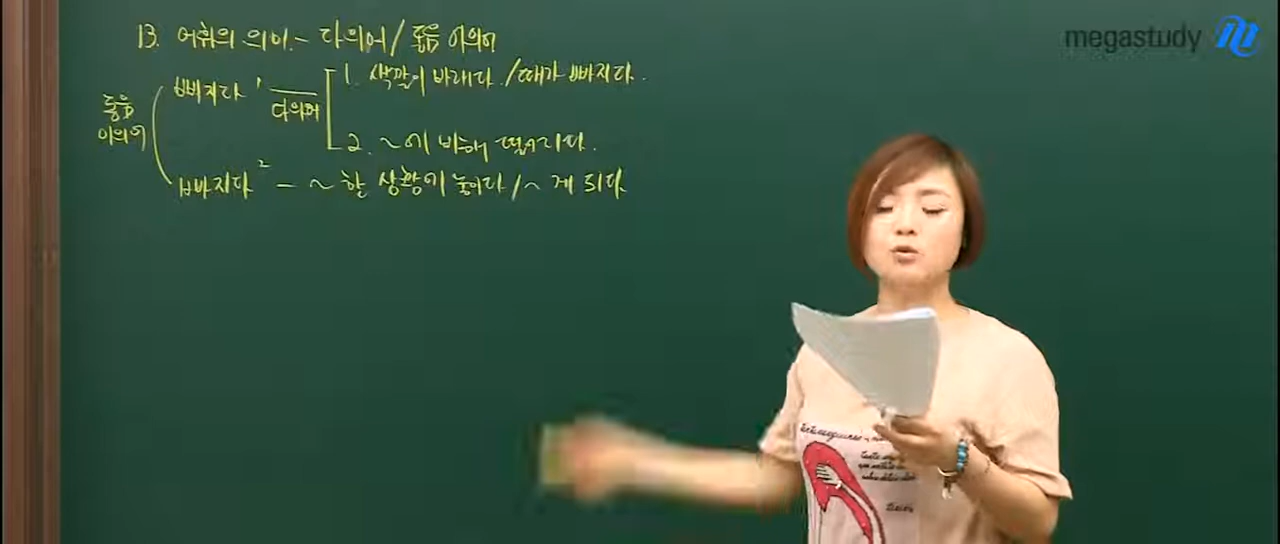 13. 어휘의 의미 - 다의어 / 동음이의어
megastudy
빠지다¹
다의어
1. 색깔이 바래다. / 때가 빠지다.
동음
이의어
2. ~에 비해 떨어지다.
빠지다² - ~할 상황에 놓이다 / ~게 되다